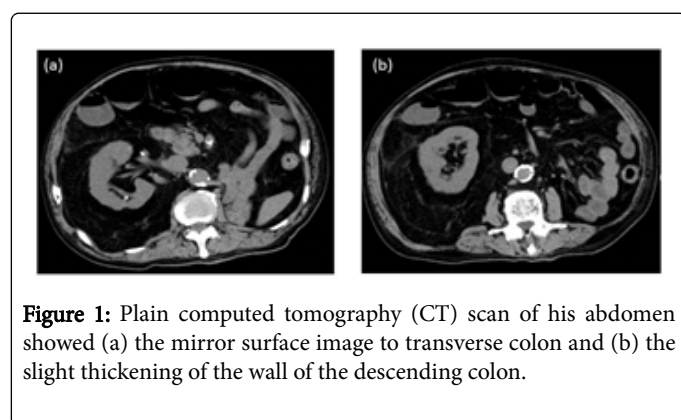 (a)
(b)
Figure 1: Plain computed tomography (CT) scan of his abdomen
showed (a) the mirror surface image to transverse colon and (b) the
slight thickening of the wall of the descending colon.